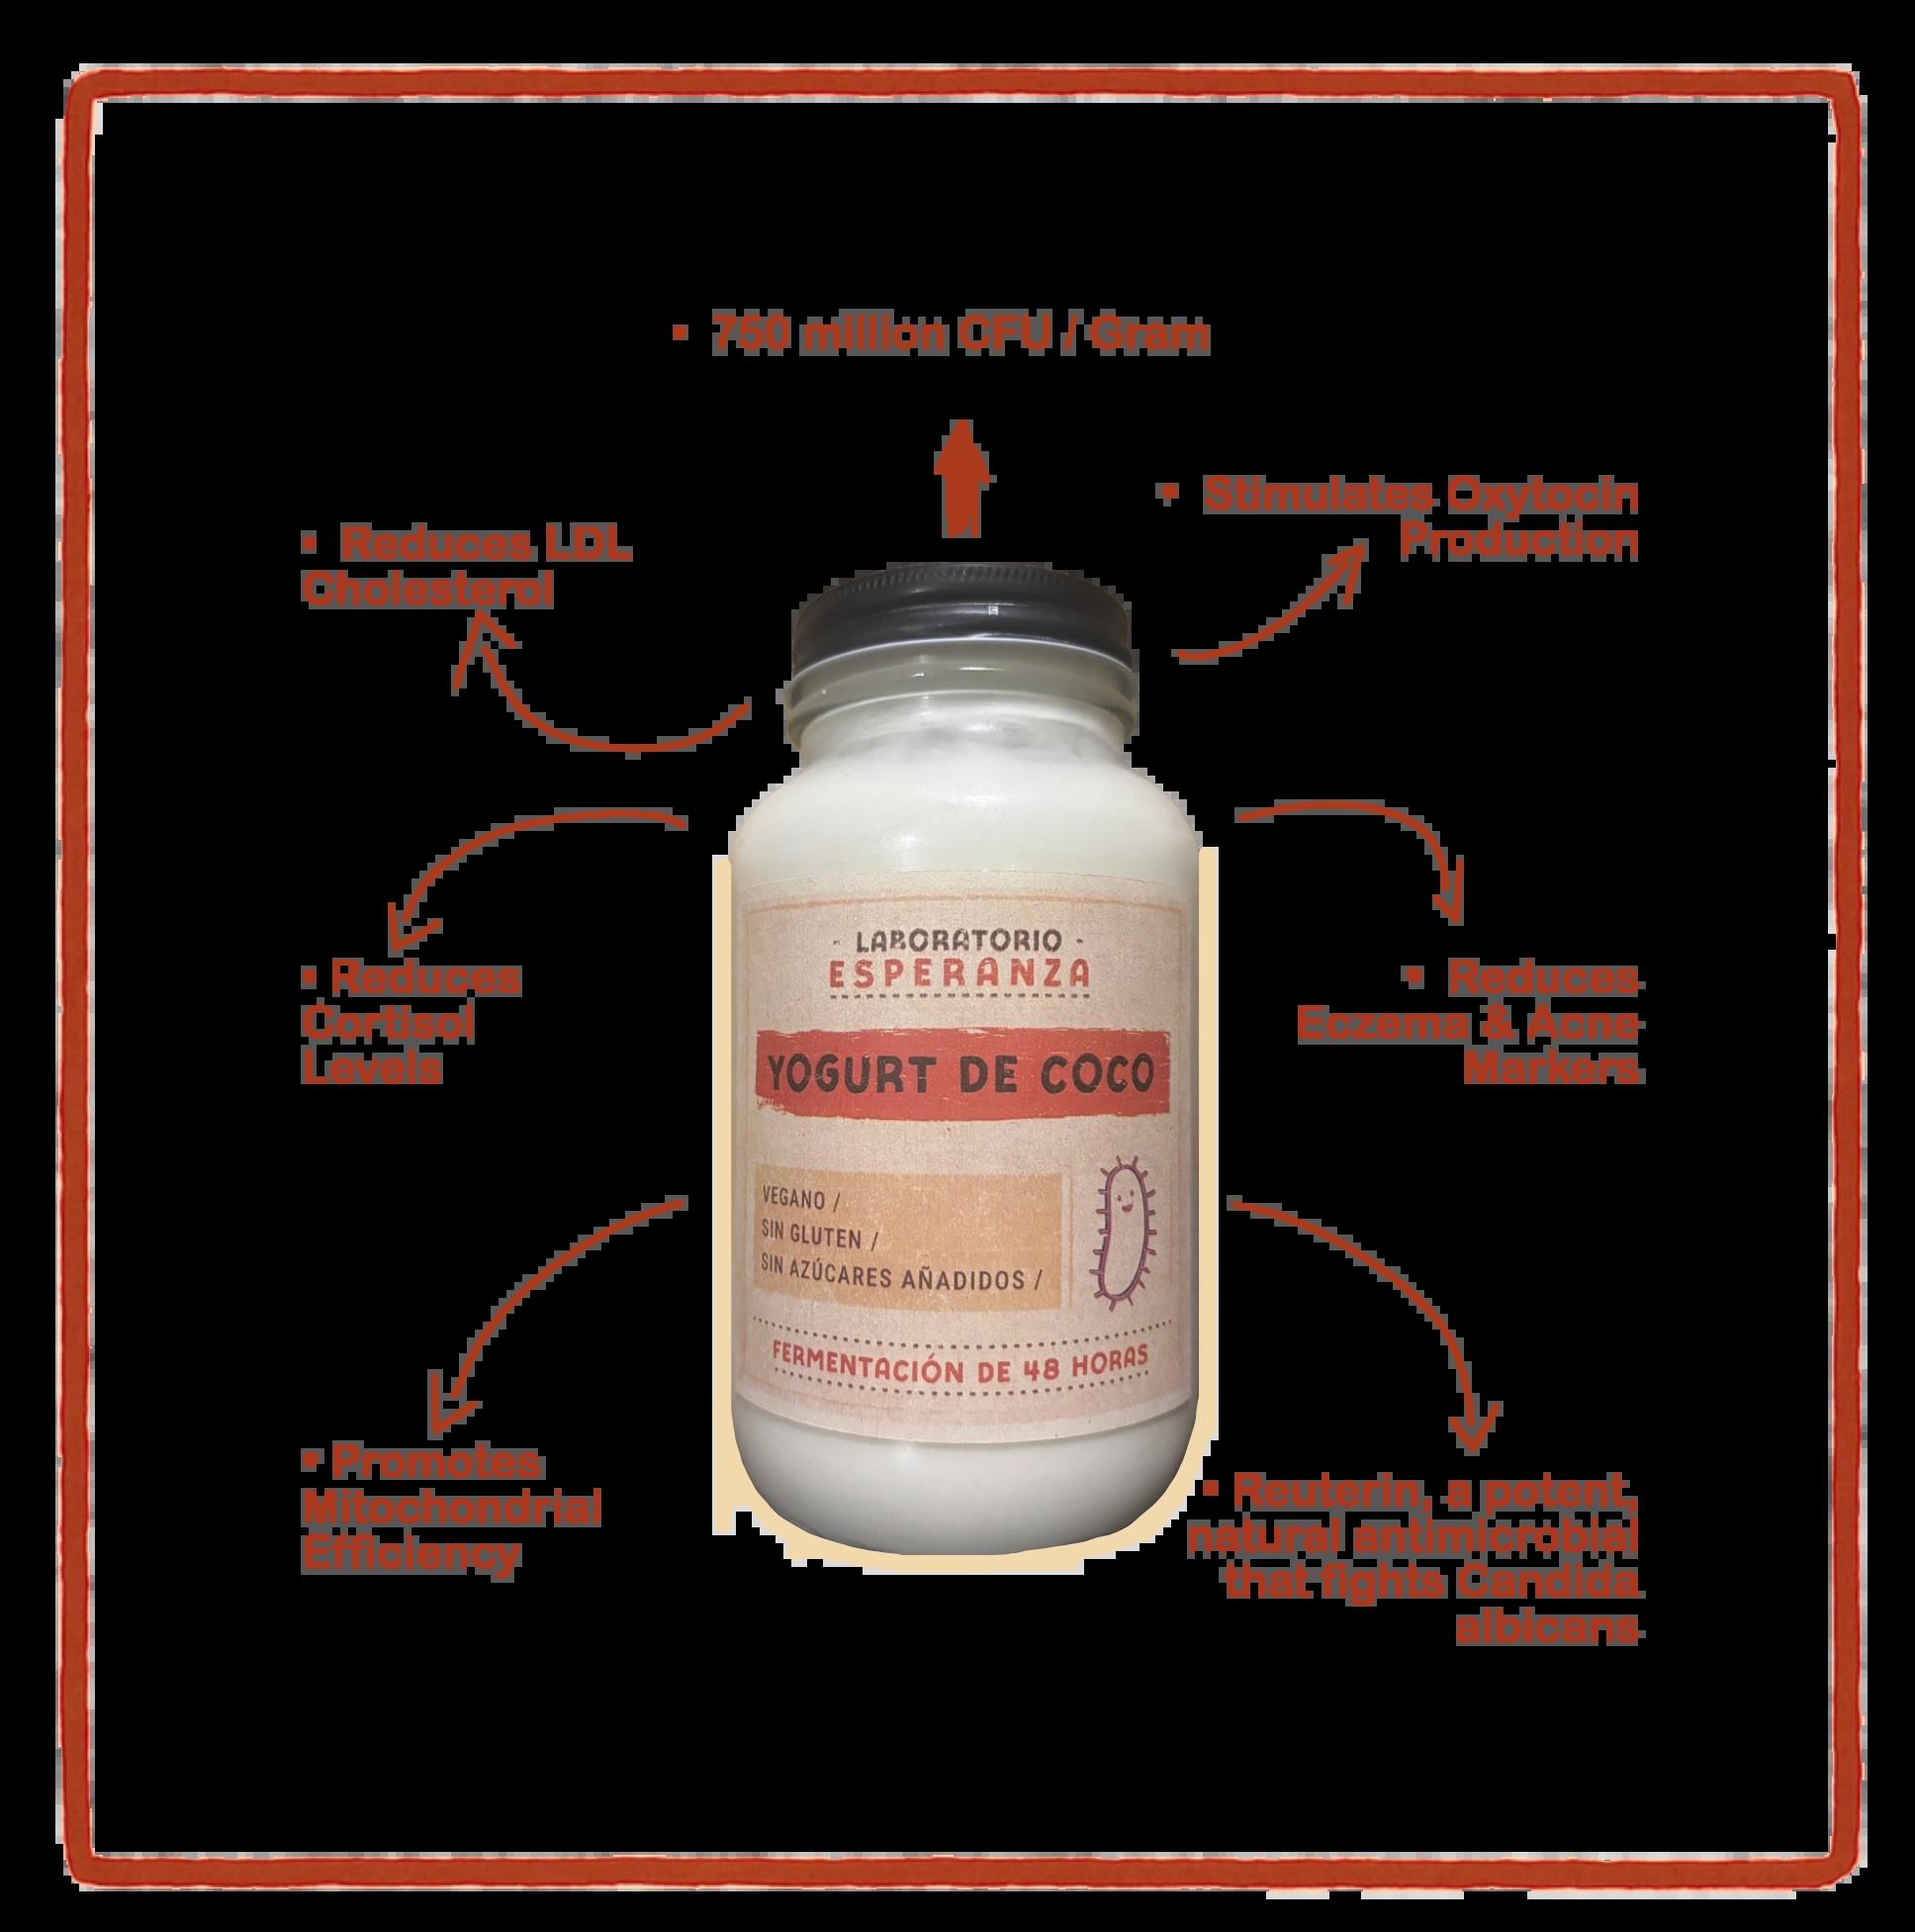 • 750 million CFU / Gram
• Stimulates Oxytocin
Production
• Reduces LDL
Cholesterol
• Reduces
Cortisol
Levels
• Reduces
Eczema & Acne
Markers
- LABORATORIO -
ESPERANZA
YOGURT DE COCO
VEGANO /
SIN GLUTEN /
SIN AZÚCARES AÑADIDOS /
FERMENTACIÓN DE 48 HORAS
• Promotes
Mitochondrial
Efficiency
• Reuterin, a potent,
natural antimicrobial
that fights Candida
albicans